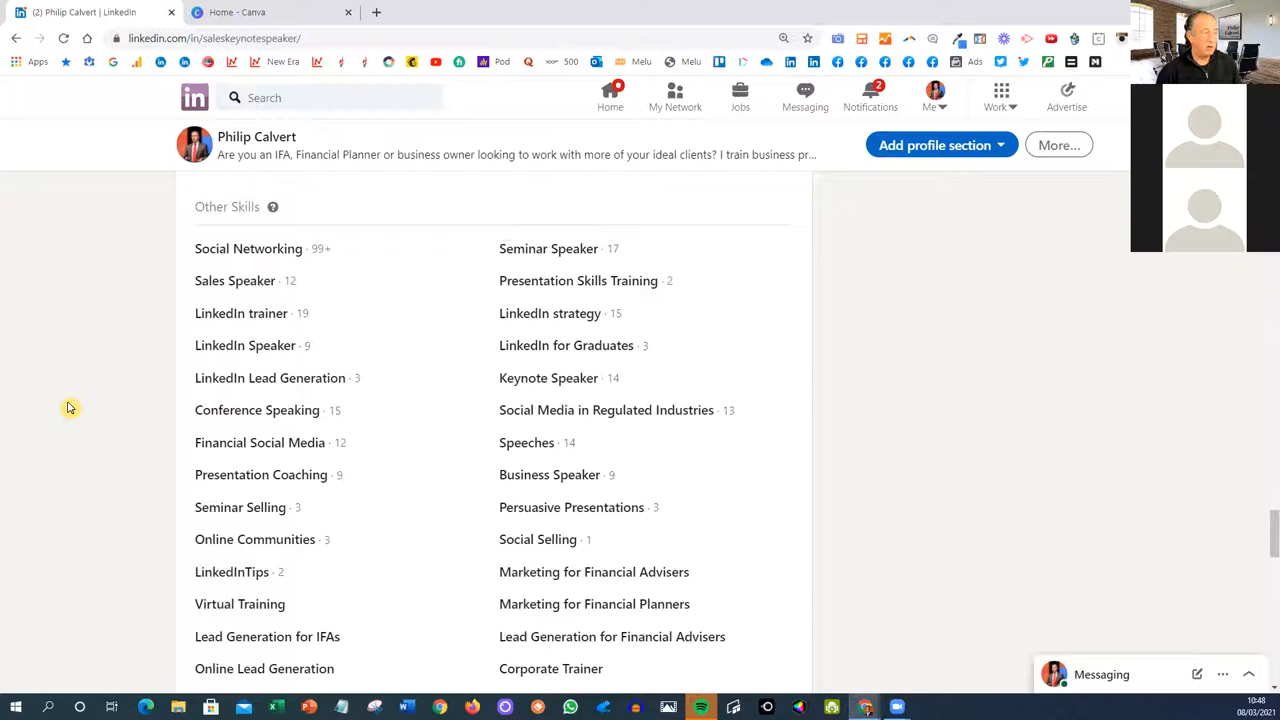 (2) Philip Calvert | LinkedIn
Home - Canva
linkedin.com/in/saleskeynotespeaker/
Apps
New Em
Pod
500
Melu
Melu
Ads
Search
Home
My Network
Jobs
Messaging
2
Notifications
Me
Work
Advertise
Philip Calvert
Are you an IFA, Financial Planner or business owner looking to work with more of your ideal clients? I train business pr...
Add profile section
More...
Other Skills
Social Networking · 99+
Seminar Speaker · 17
Sales Speaker · 12
Presentation Skills Training · 2
LinkedIn trainer · 19
LinkedIn strategy · 15
LinkedIn Speaker · 9
LinkedIn for Graduates · 3
LinkedIn Lead Generation · 3
Keynote Speaker · 14
Conference Speaking · 15
Social Media in Regulated Industries · 13
Financial Social Media · 12
Speeches · 14
Presentation Coaching · 9
Business Speaker · 9
Seminar Selling · 3
Persuasive Presentations · 3
Online Communities · 3
Social Selling · 1
LinkedInTips · 2
Marketing for Financial Advisers
Virtual Training
Marketing for Financial Planners
Lead Generation for IFAs
Lead Generation for Financial Advisers
Online Lead Generation
Corporate Trainer
Messaging
10:48
08/03/2021